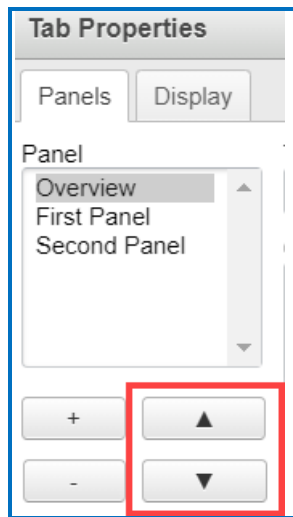 Tab Properties
Panels Display
Panel
Overview
First Panel
Second Panel
+ ▲
- ▼